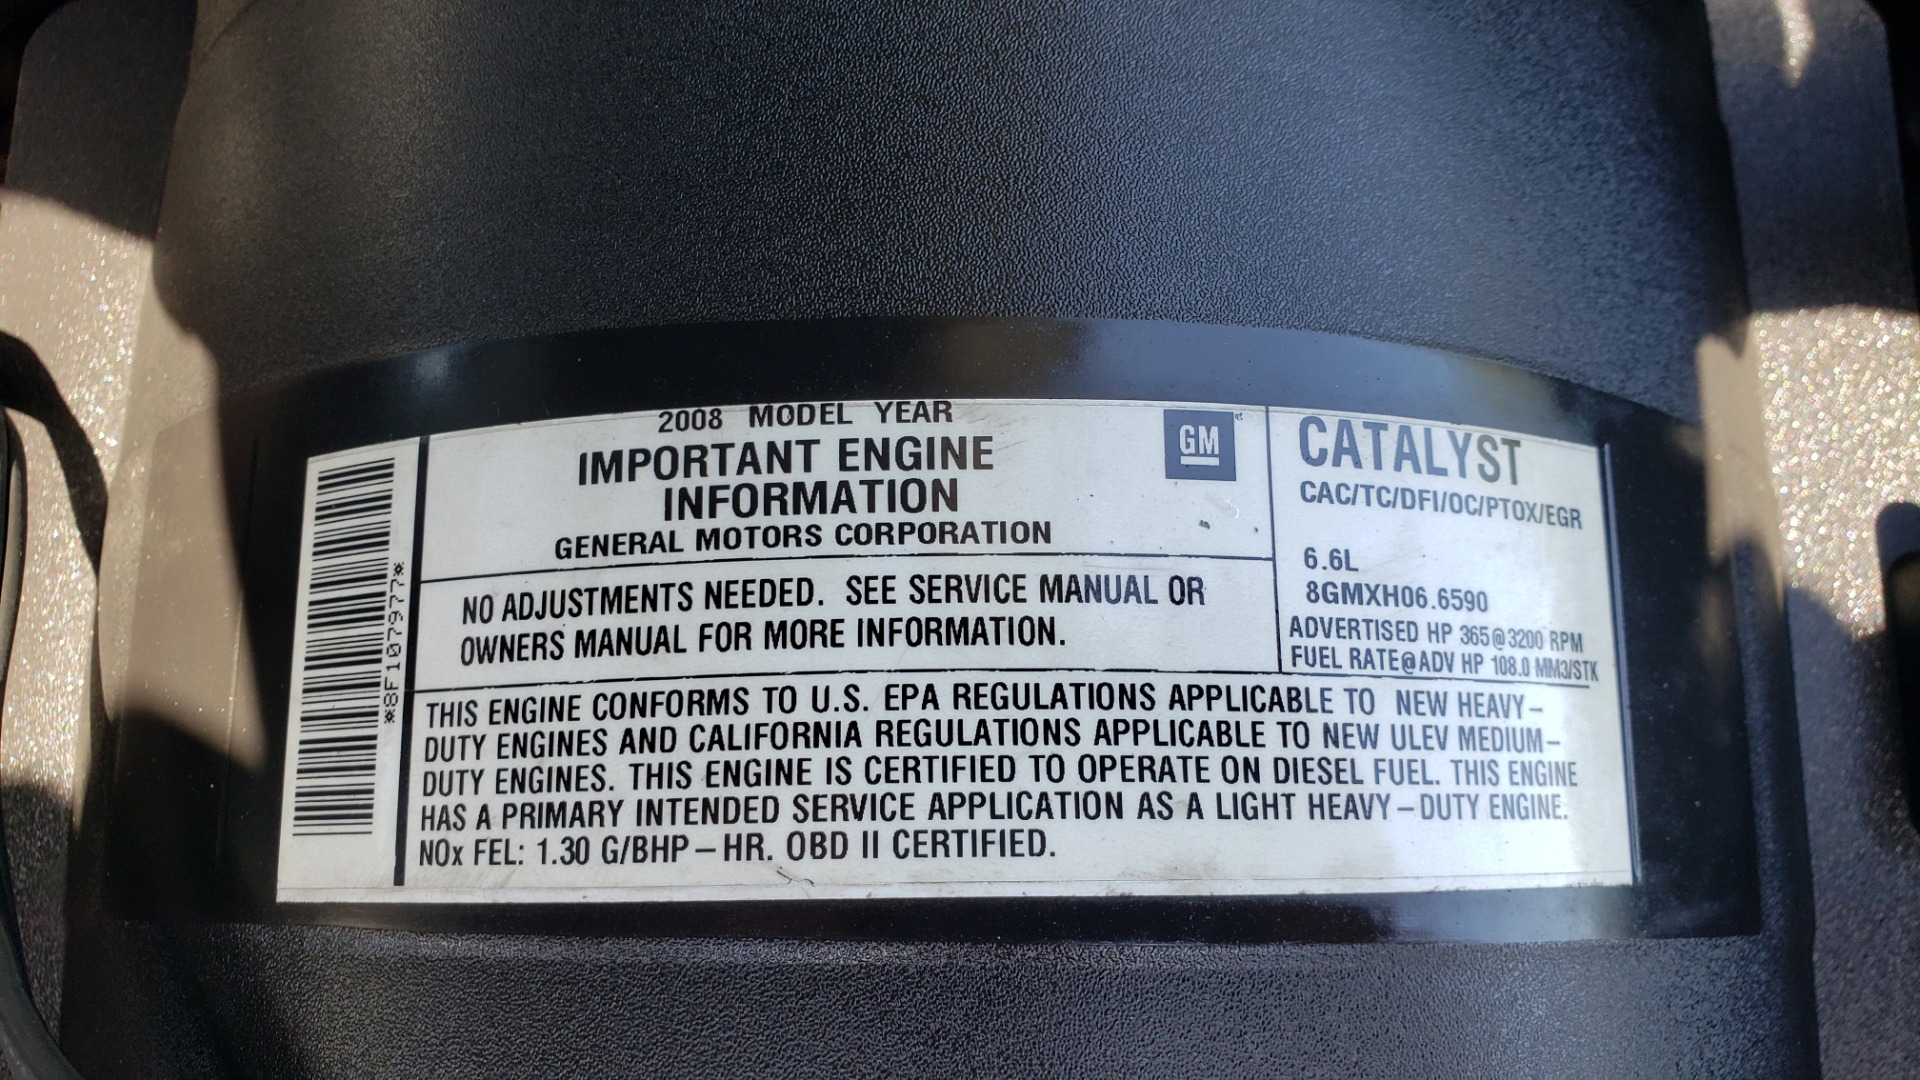 *8F1079777*
2008 MODEL YEAR
IMPORTANT ENGINE
INFORMATION
GENERAL MOTORS CORPORATION
GM
NO ADJUSTMENTS NEEDED. SEE SERVICE MANUAL OR
OWNERS MANUAL FOR MORE INFORMATION.
CATALYST
CAC/TC/DFI/OC/PTOX/EGR
6.6L
8GMXH06.6590
ADVERTISED HP 365@3200 RPM
FUEL RATE@ADV HP 108.0 MM3/STK
THIS ENGINE CONFORMS TO U.S. EPA REGULATIONS APPLICABLE TO NEW HEAVY-
DUTY ENGINES AND CALIFORNIA REGULATIONS APPLICABLE TO NEW ULEV MEDIUM-
DUTY ENGINES. THIS ENGINE IS CERTIFIED TO OPERATE ON DIESEL FUEL. THIS ENGINE
HAS A PRIMARY INTENDED SERVICE APPLICATION AS A LIGHT HEAVY-DUTY ENGINE.
NOx FEL: 1.30 G/BHP-HR. OBD II CERTIFIED.